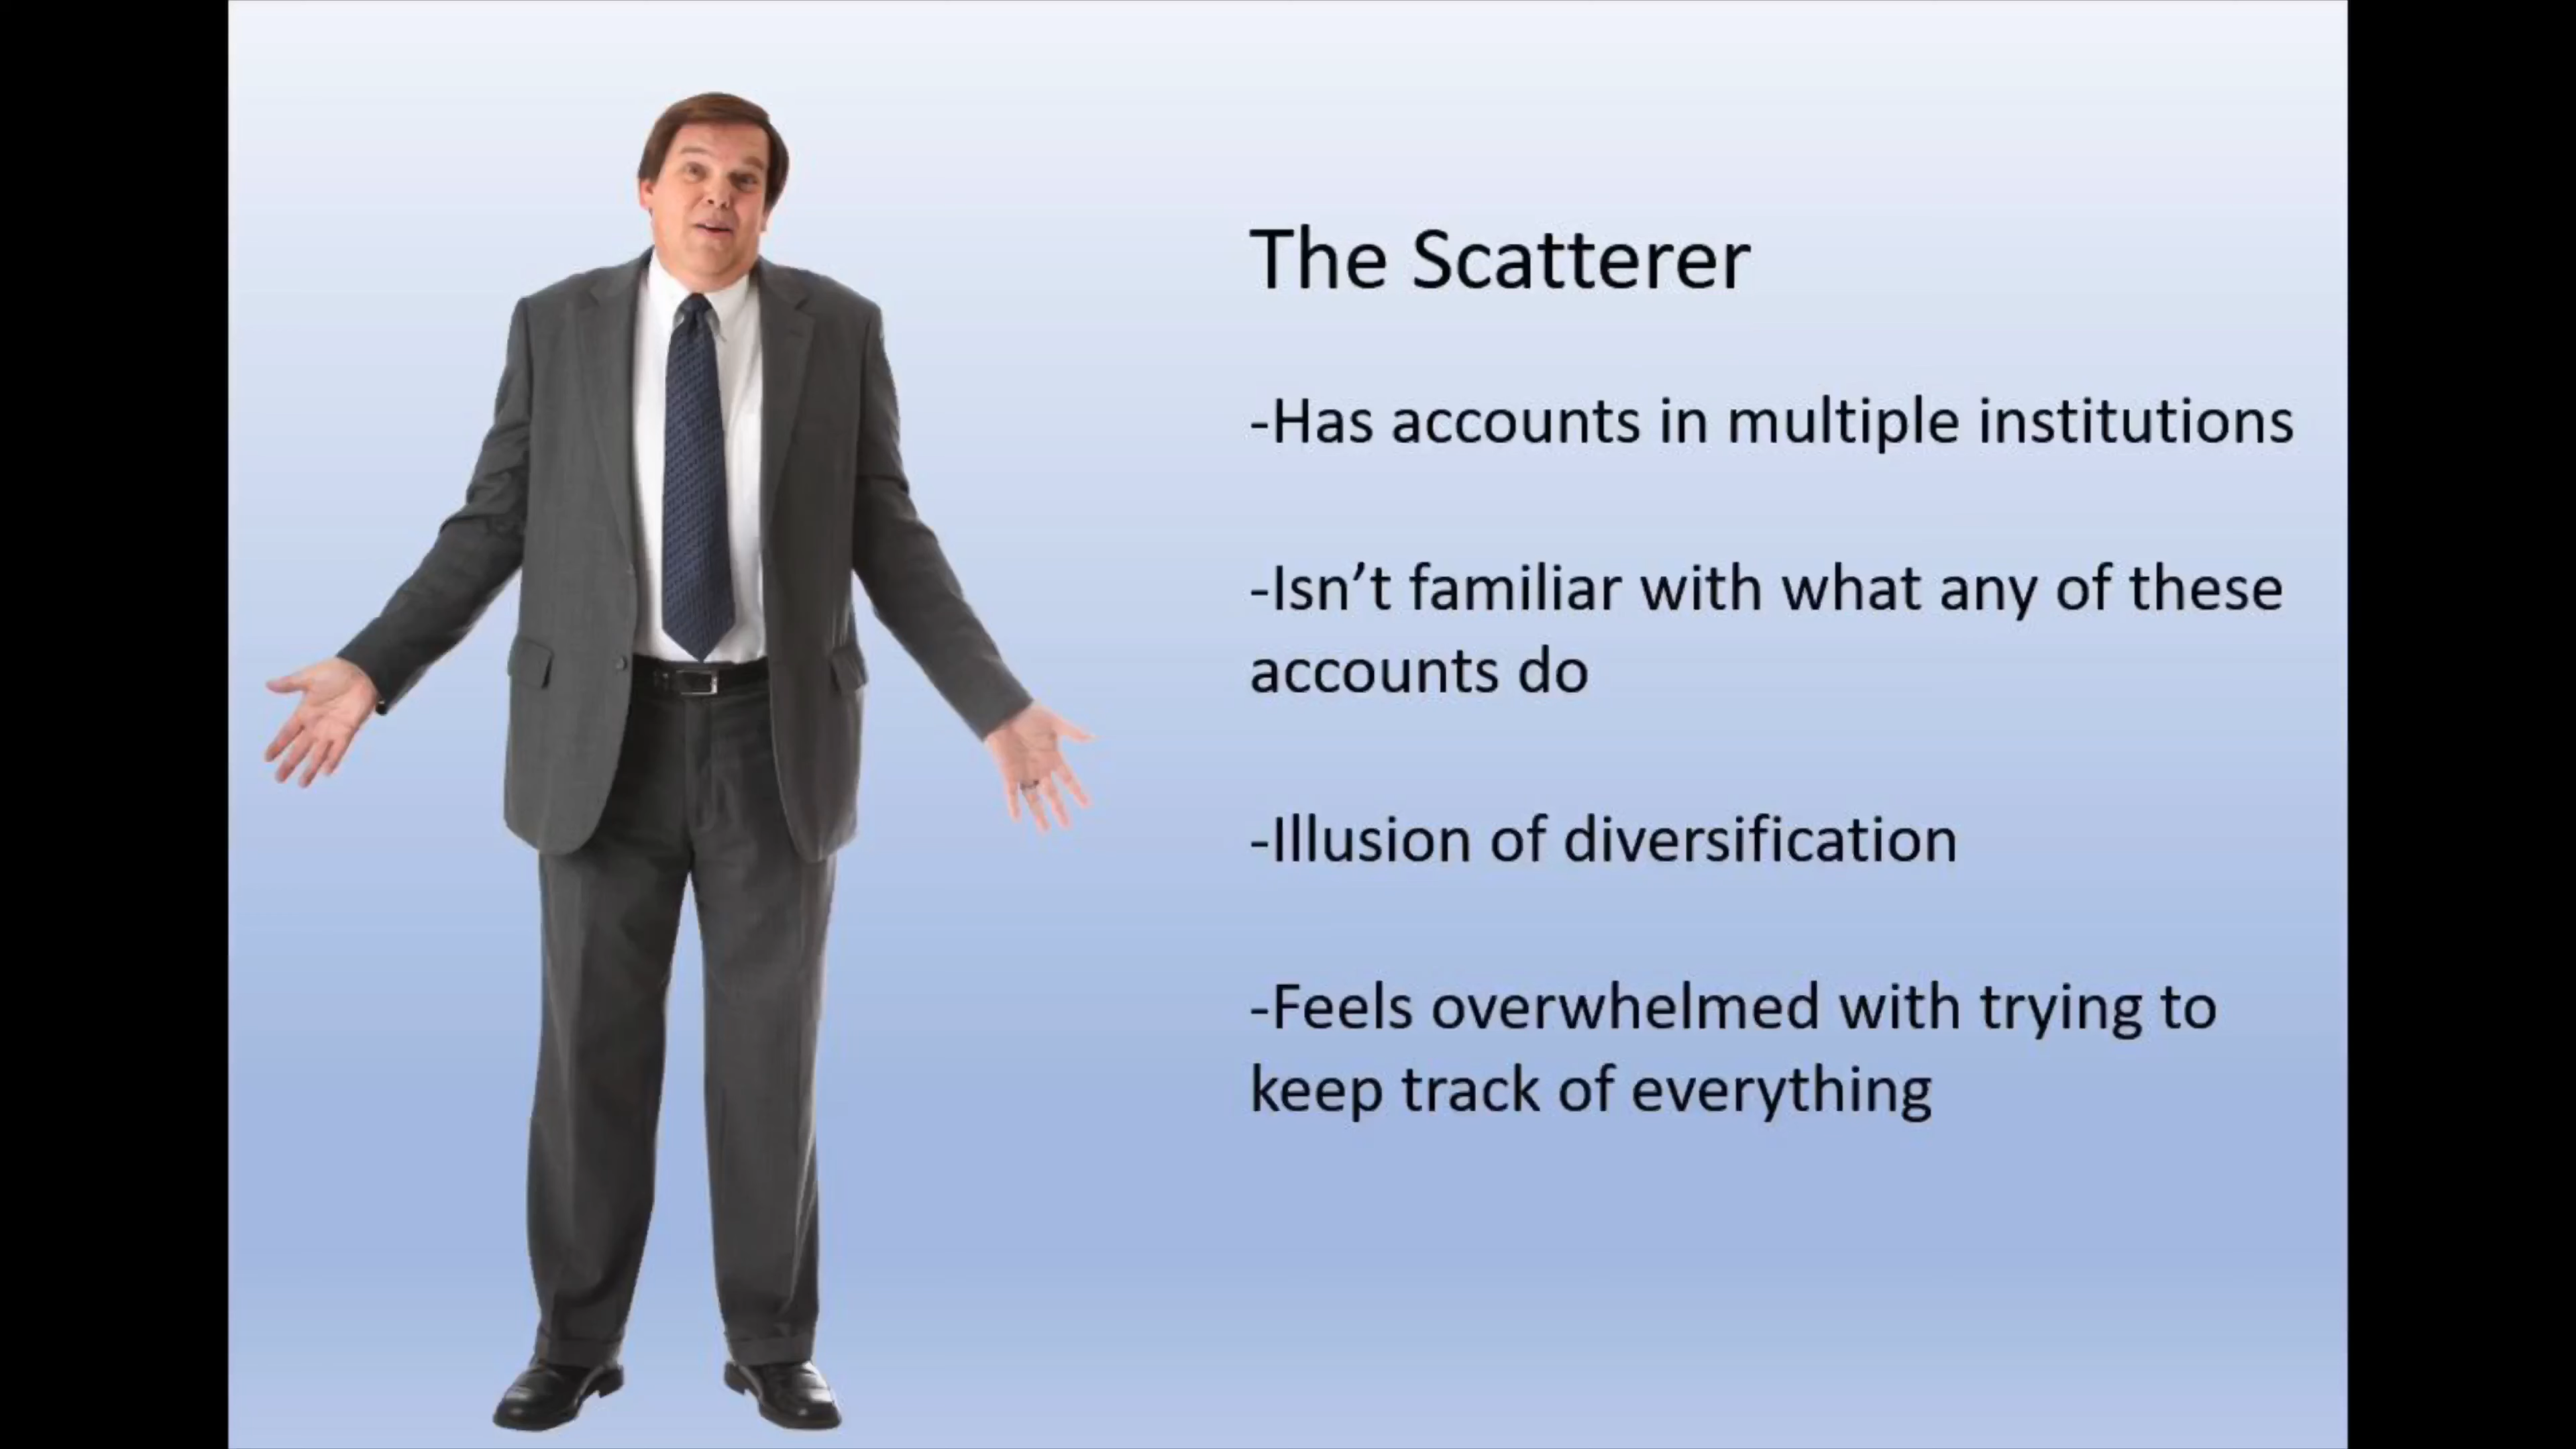 The Scatterer
-Has accounts in multiple institutions
-Isn’t familiar with what any of these
accounts do
-Illusion of diversification
-Feels overwhelmed with trying to
keep track of everything